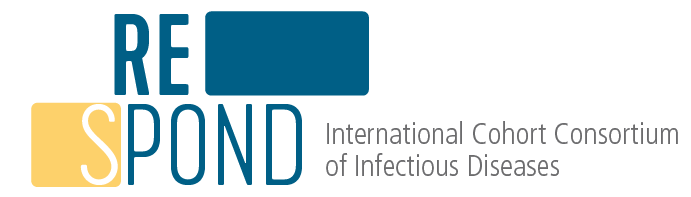 RE
SPOND
International Cohort Consortium
of Infectious Diseases